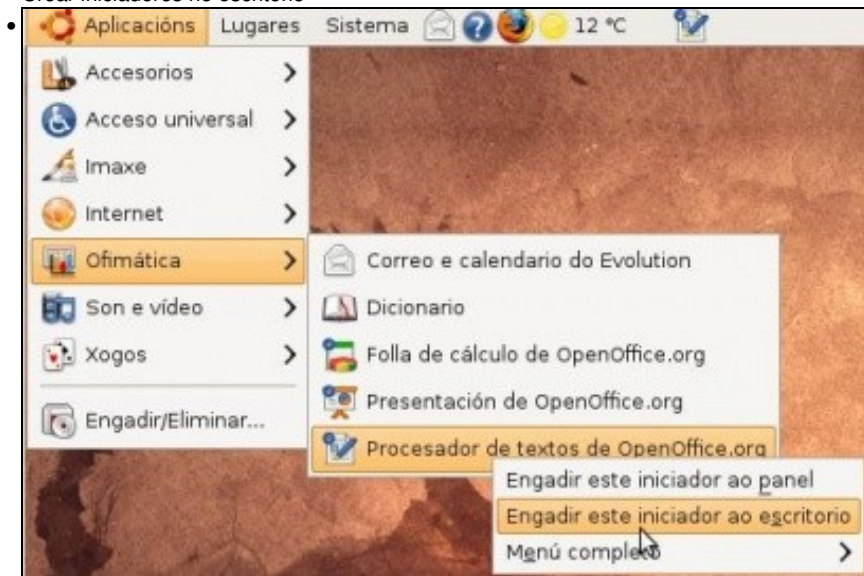 Crear iniciadores no escritorio
Aplicacións Lugares Sistema 12 °C
Accesorios
Acceso universal
Imaxe
Internet
Ofimática
Son e vídeo
Xogos
Engadir/Eliminar...
Correo e calendario do Evolution
Dicionario
Folla de cálculo de OpenOffice.org
Presentación de OpenOffice.org
Procesador de textos de OpenOffice.org
Engadir este iniciador ao panel
Engadir este iniciador ao escritorio
Menú completo